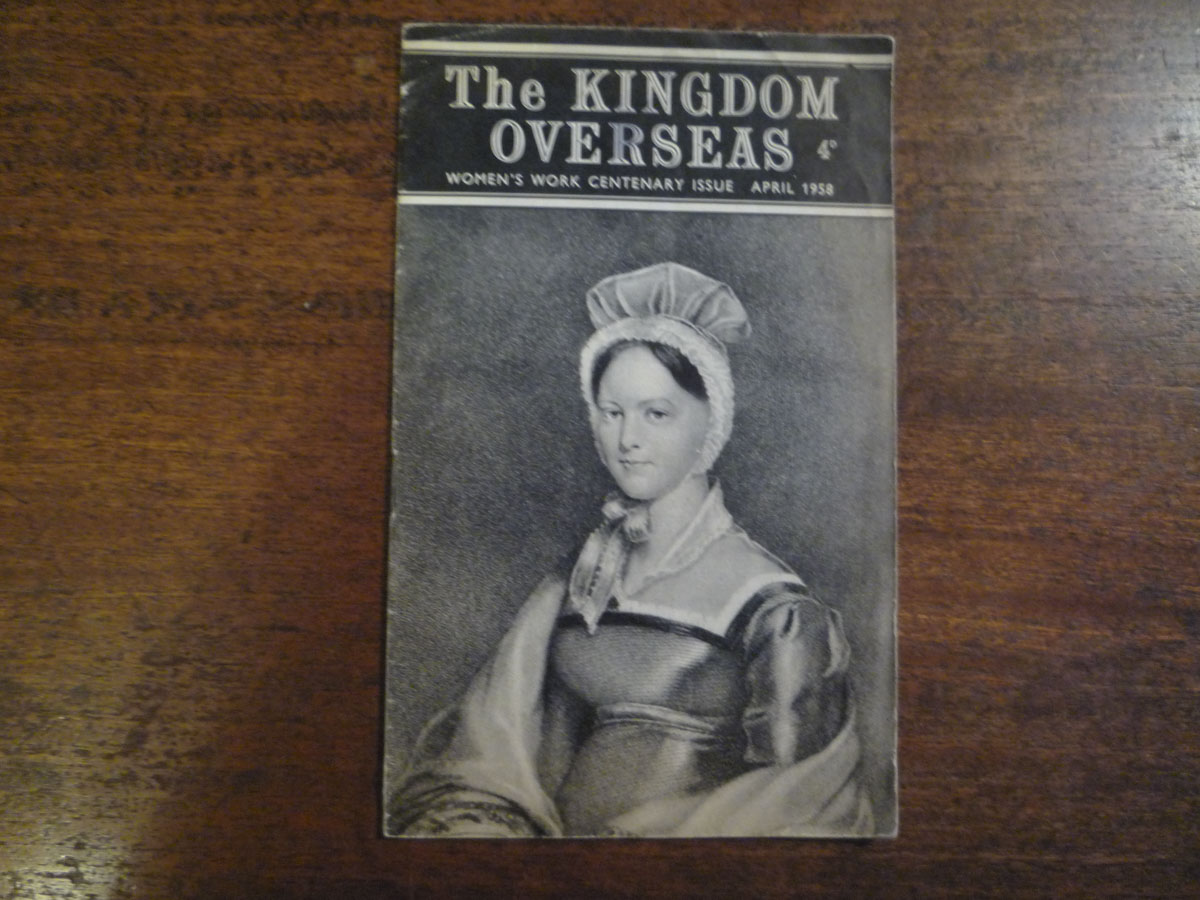 The KINGDOM
OVERSEAS 4D
WOMEN'S WORK CENTENARY ISSUE APRIL 1958